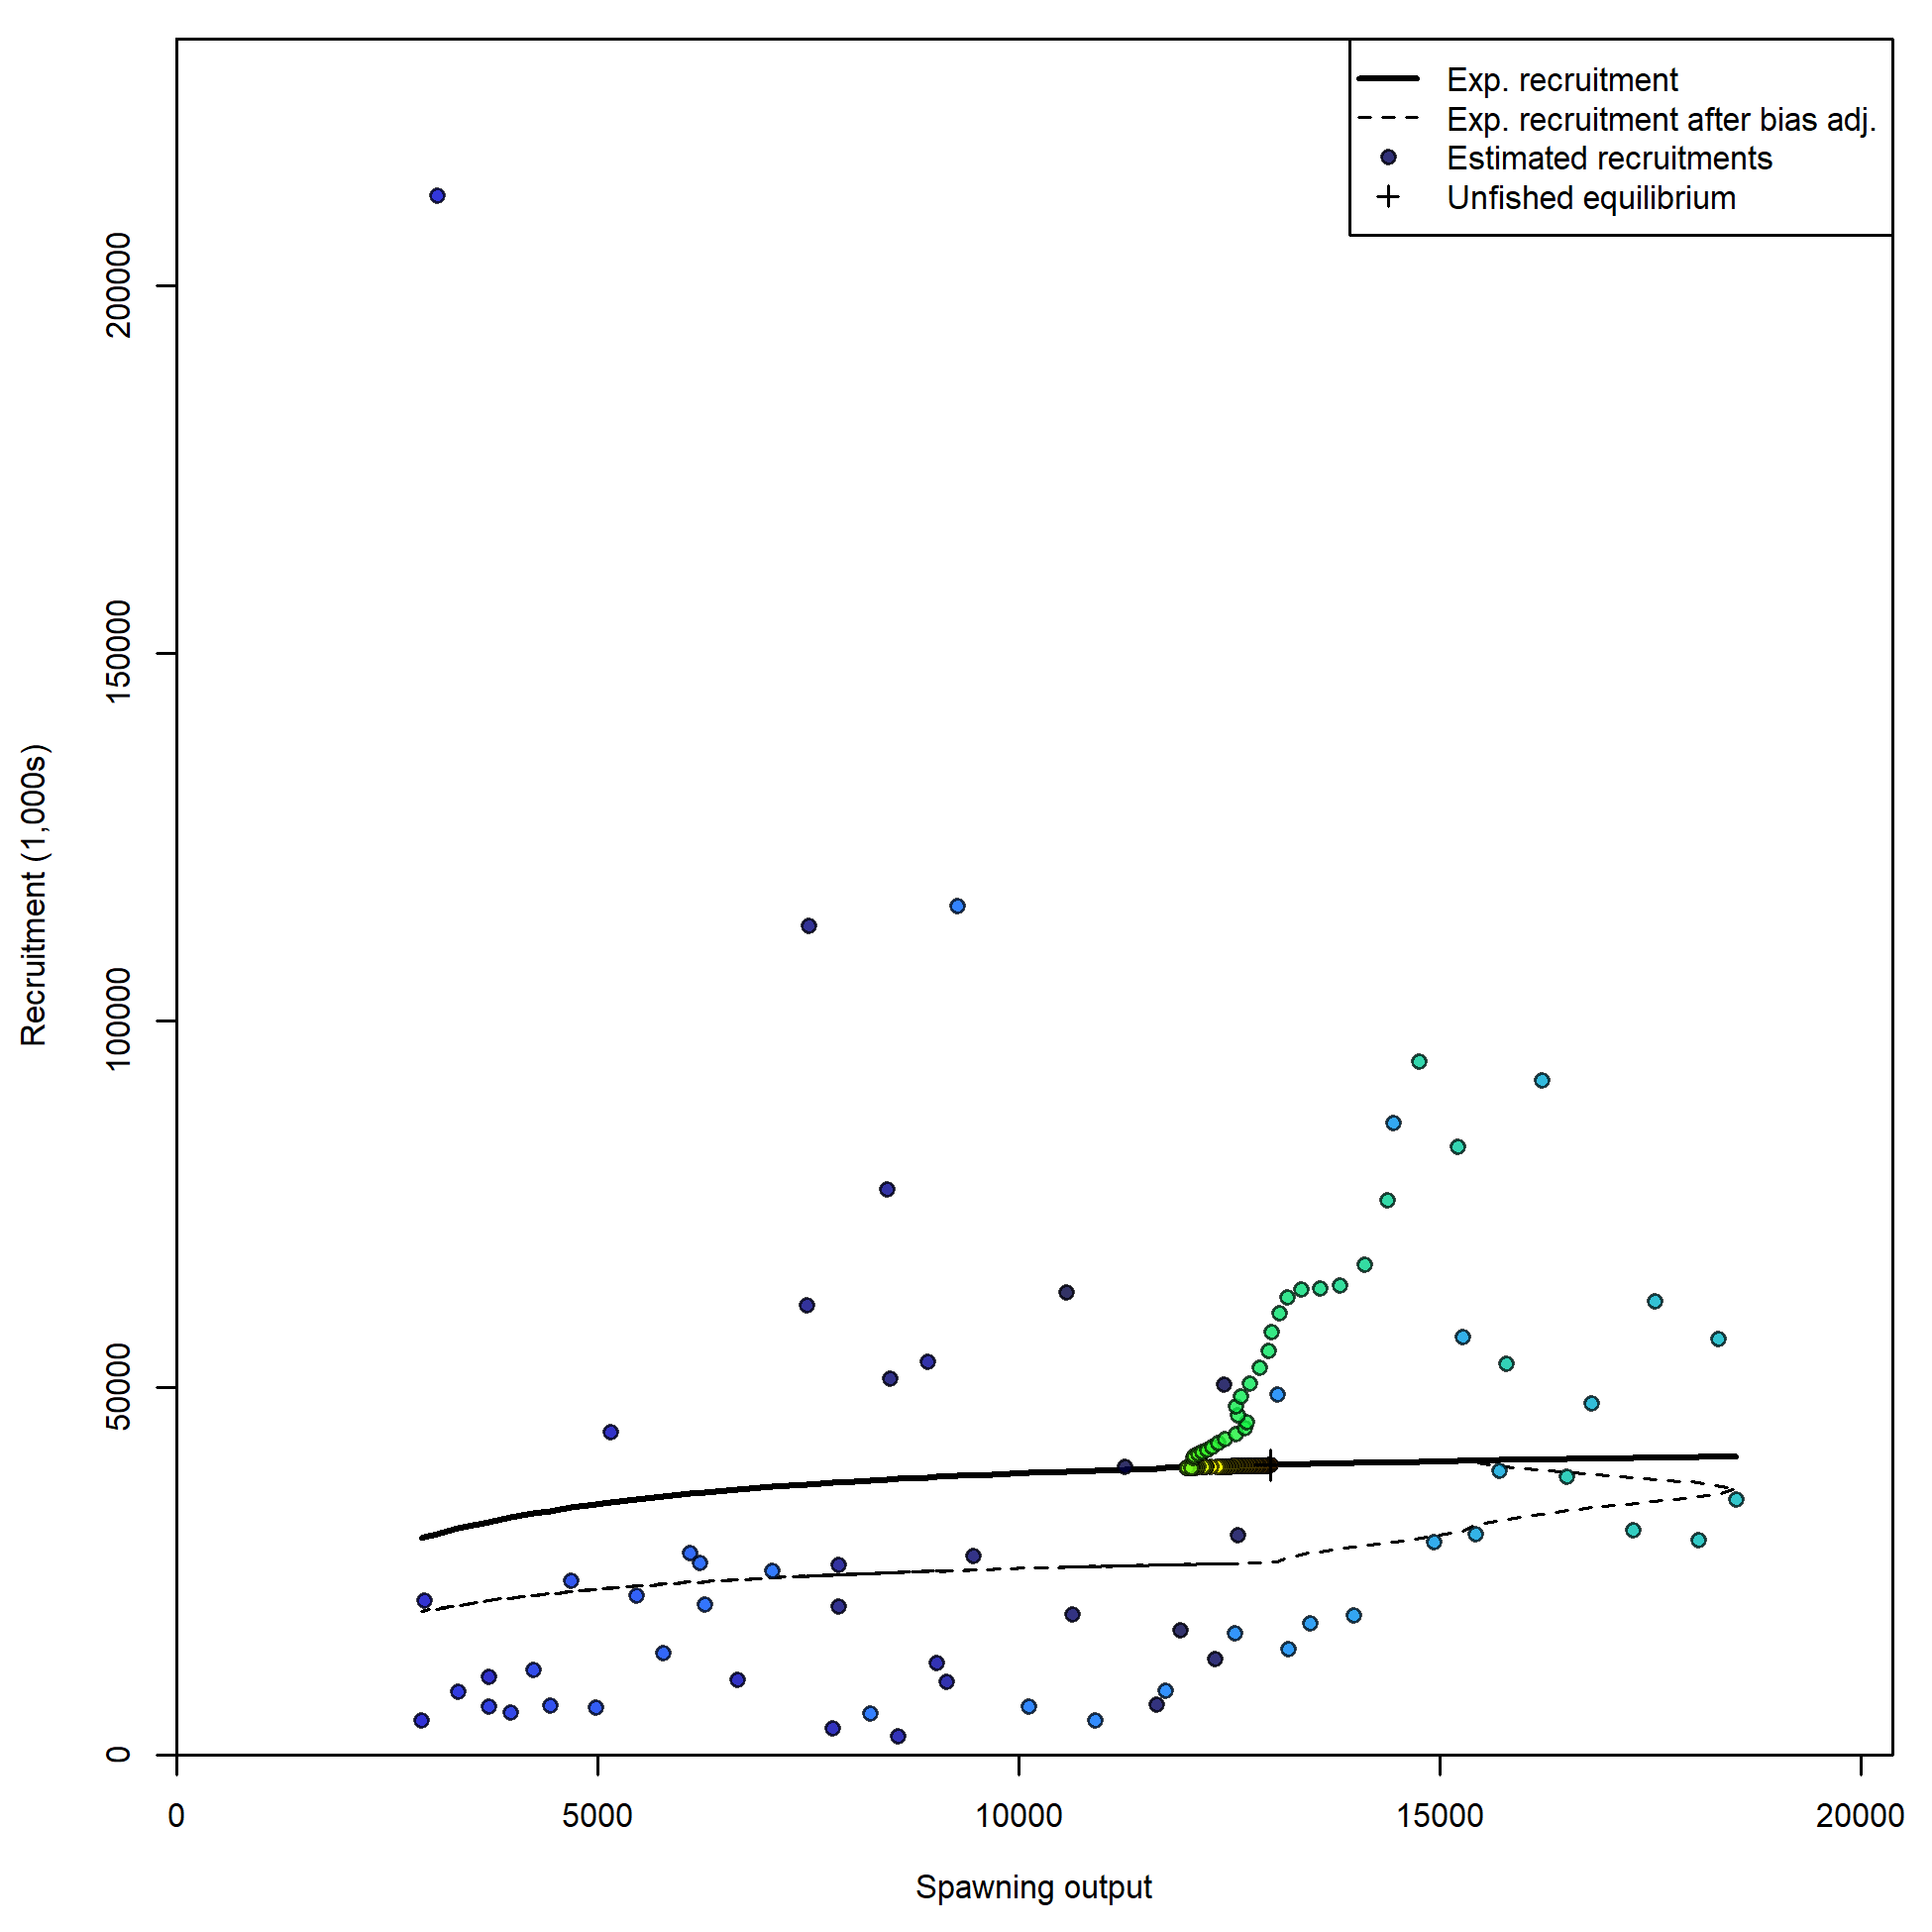 Exp. recruitment
Exp. recruitment after bias adj.
Estimated recruitments
Unfished equilibrium
Recruitment (1,000s)
200000
150000
100000
50000
0
0 5000 10000 15000 20000
Spawning output